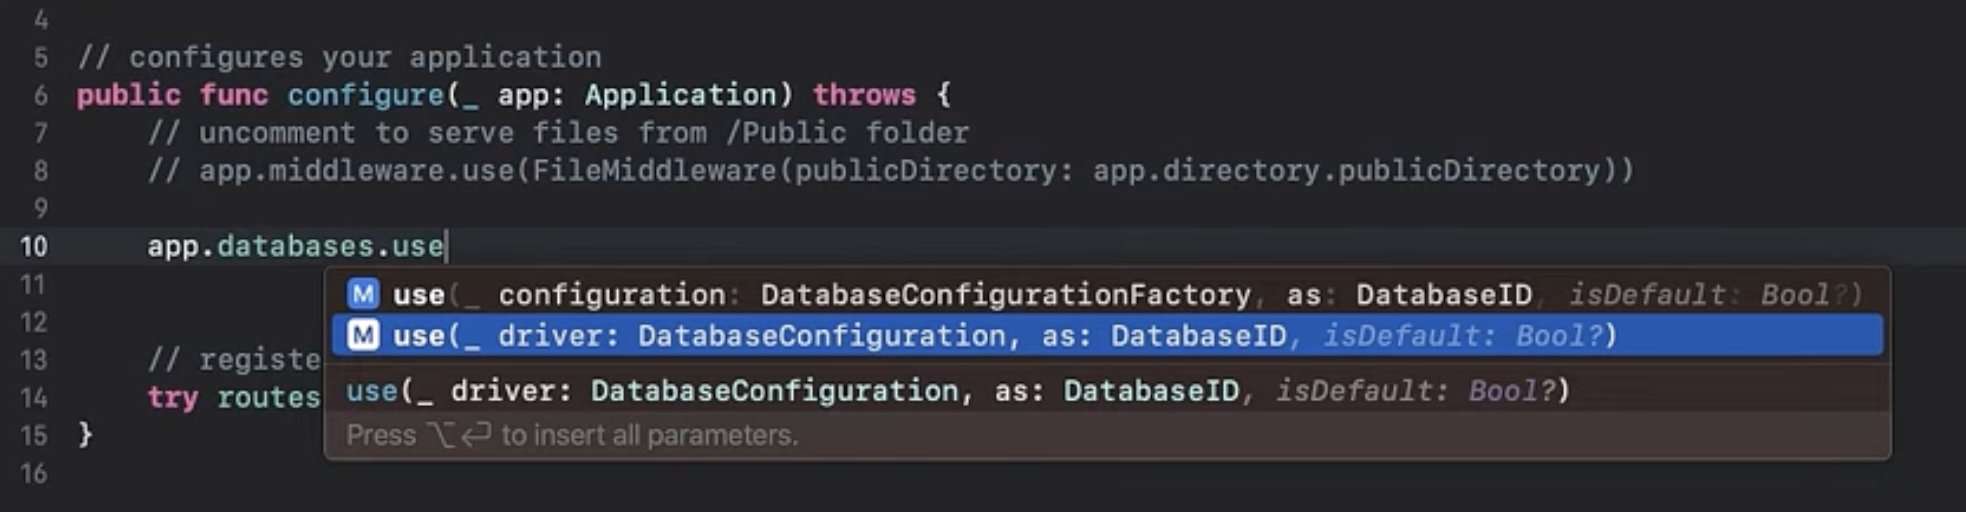 4
5 // configures your application
6 public func configure(_ app: Application) throws {
7 // uncomment to serve files from /Public folder
8 // app.middleware.use(FileMiddleware(publicDirectory: app.directory.publicDirectory))
9
10 app.databases.use
11
M use(_ configuration: DatabaseConfigurationFactory, as: DatabaseID, isDefault: Bool?)
12
M use(_ driver: DatabaseConfiguration, as: DatabaseID, isDefault: Bool?)
13 // registe
use(_ driver: DatabaseConfiguration, as: DatabaseID, isDefault: Bool?)
14 try routes
Press ⌥↩ to insert all parameters.
15 }
16